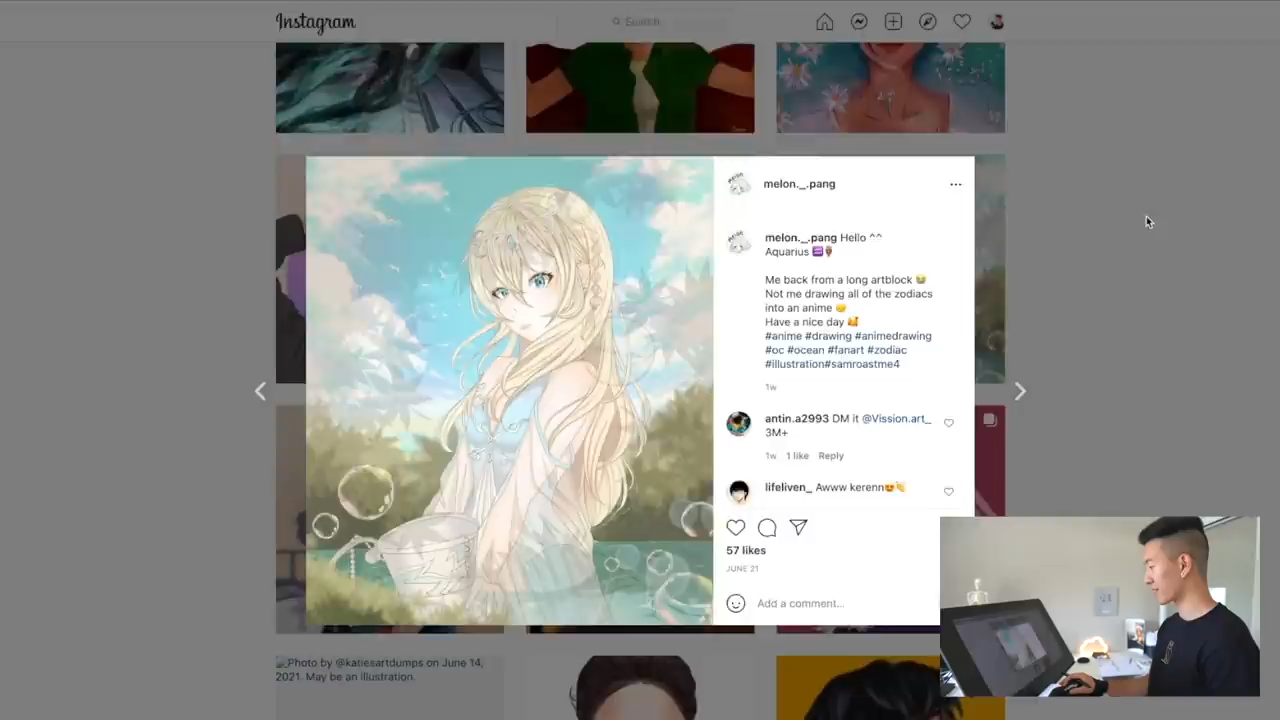 Instagram
Search
melon._.pang
melon._.pang Hello ^^
Aquarius ♒🏺
Me back from a long artblock 😭
Not me drawing all of the zodiacs
into an anime 🙂
Have a nice day 🥰
#anime #drawing #animedrawing
#oc #ocean #fanart #zodiac
#illustration#samroastme4
1w
antin.a2993 DM it @Vission.art_
3M+
1w 1 like Reply
lifeliven_ Awww kerenn😍👏
57 likes
JUNE 21
Add a comment...
Photo by @katiesartdumps on June 14,
2021. May be an illustration.